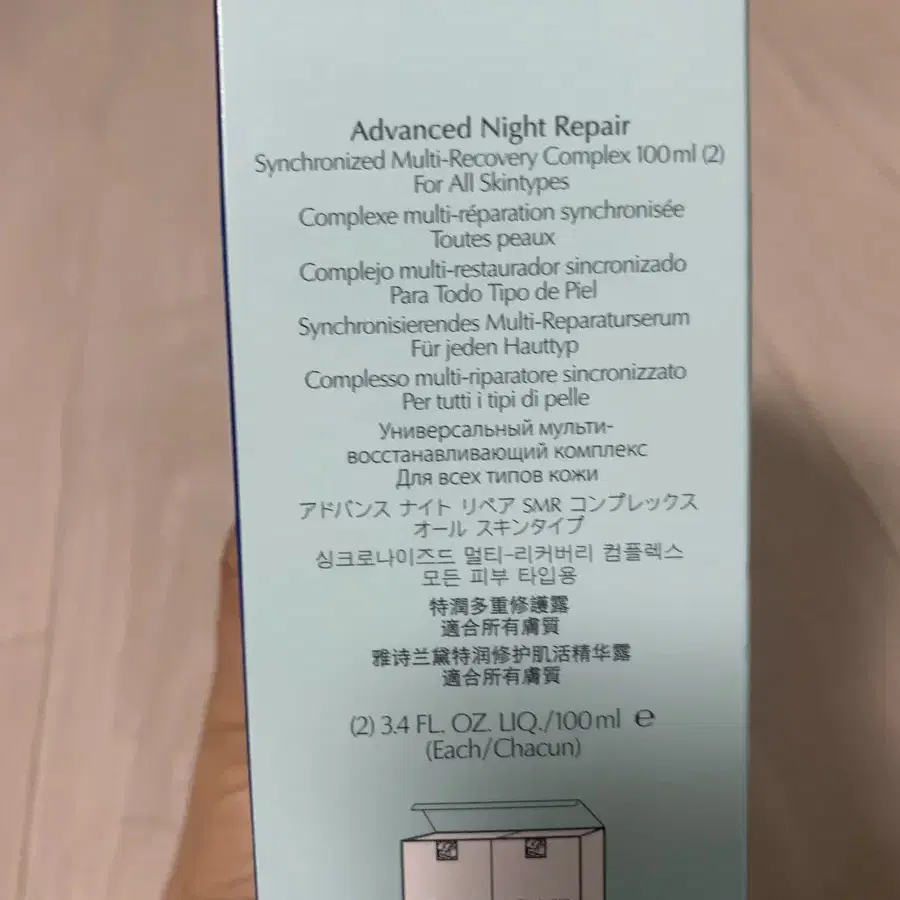 Advanced Night Repair
Synchronized Multi-Recovery Complex 100ml (2)
For All Skintypes
Complexe multi-réparation synchronisée
Toutes peaux
Complejo multi-restaurador sincronizado
Para Todo Tipo de Piel
Synchronisierendes Multi-Reparaturserum
Für jeden Hauttyp
Complesso multi-riparatore sincronizzato
Per tutti i tipi di pelle
Универсальный мульти-
восстанавливающий комплекс
Для всех типов кожи
アドバンス ナイト リペア SMR コンプレックス
オール スキンタイプ
싱크로나이즈드 멀티-리커버리 컴플렉스
모든 피부 타입용
特潤多重修護露
適合所有膚質
雅诗兰黛特润修护肌活精华露
適合所有膚質
(2) 3.4 FL. OZ. LIQ./100ml ℮
(Each/Chacun)